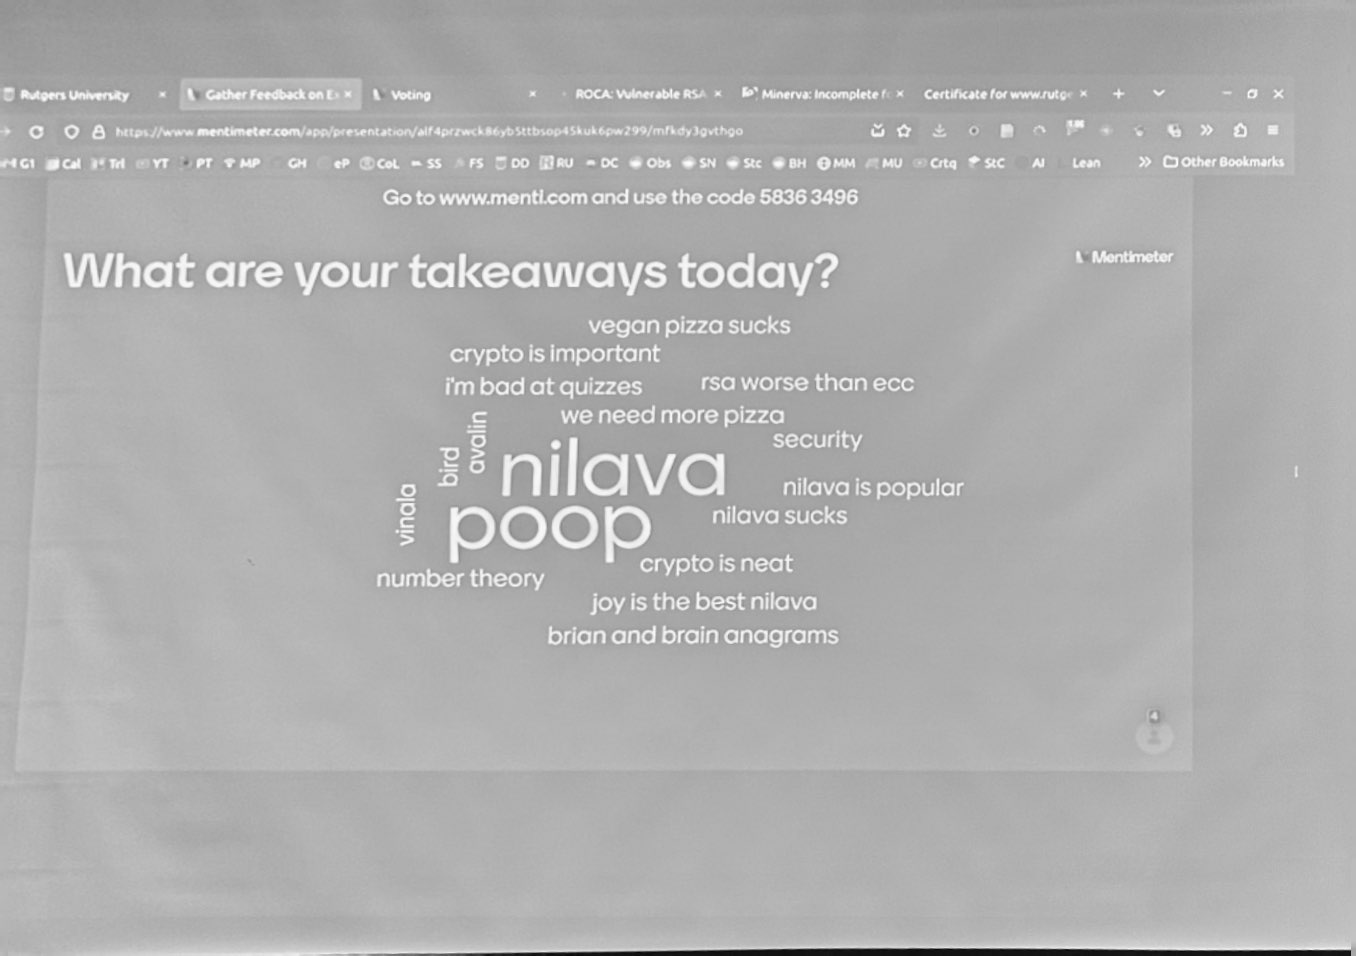 Rutgers University
Gather Feedback on Ex
Voting
ROCA: Vulnerable RSA
Minerva: Incomplete f
Certificate for www.rutge
https://www.mentimeter.com/app/presentation/
G1 Cal Trl YT PT MP GH eP CoL SS FS DD RU DC Obs SN Stc BH MM MU Crtq StC AI Lean Other Bookmarks
Go to www.menti.com and use the code 5836 3496
What are your takeaways today?
Mentimeter
vegan pizza sucks
crypto is important
i'm bad at quizzes
rsa worse than ecc
we need more pizza
security
avalin
bird
nilava
nilava is popular
vinala
poop
nilava sucks
crypto is neat
number theory
joy is the best nilava
brian and brain anagrams
4